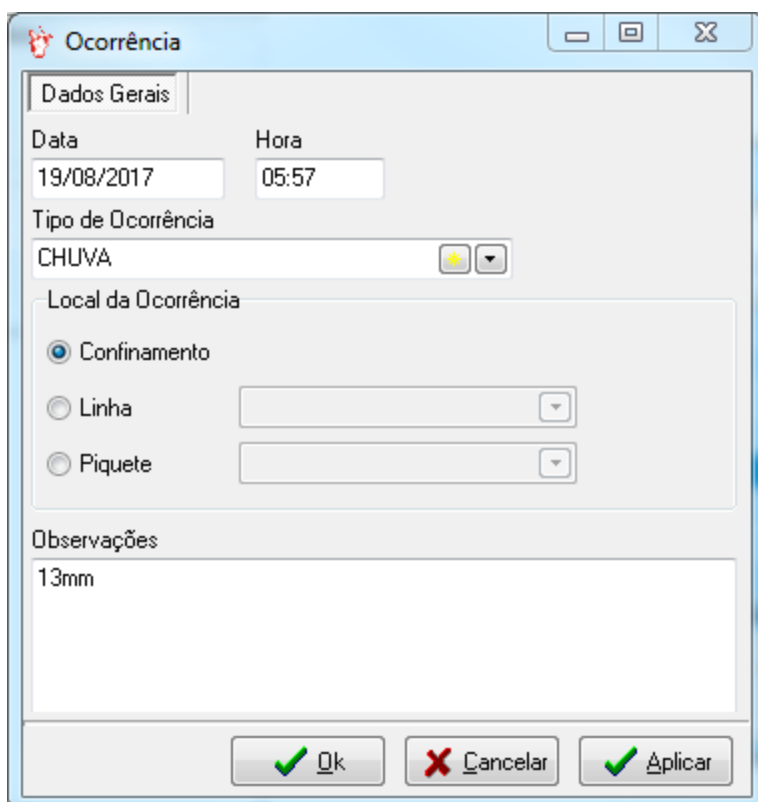 Ocorrência
Dados Gerais
Data Hora
19/08/2017 05:57
Tipo de Ocorrência
CHUVA
Local da Ocorrência
Confinamento
Linha
Piquete
Observações
13mm
Ok Cancelar Aplicar